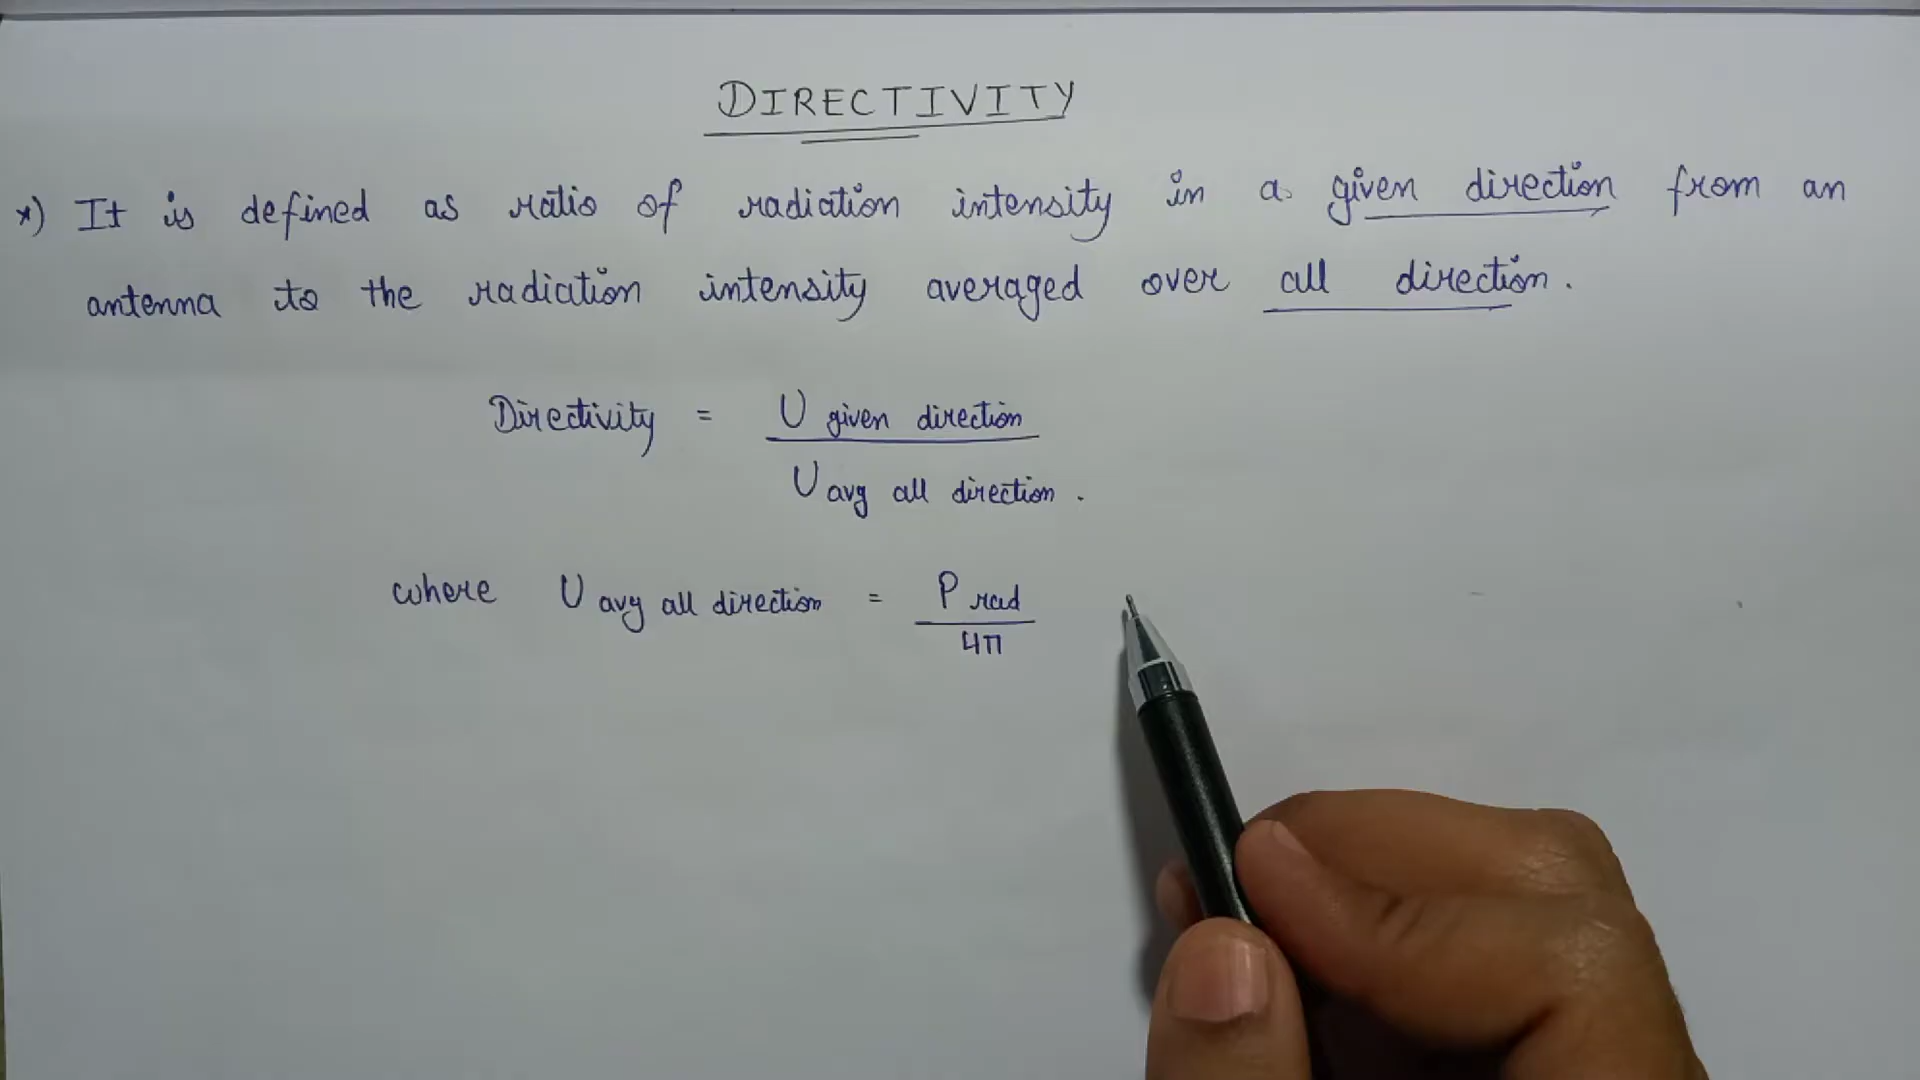 DIRECTIVITY
*) It is defined as ratio of radiation intensity in a given direction from an
antenna to the radiation intensity averaged over all direction.
Directivity = U given direction
U avg all direction.
where U avg all direction = P rad
4π